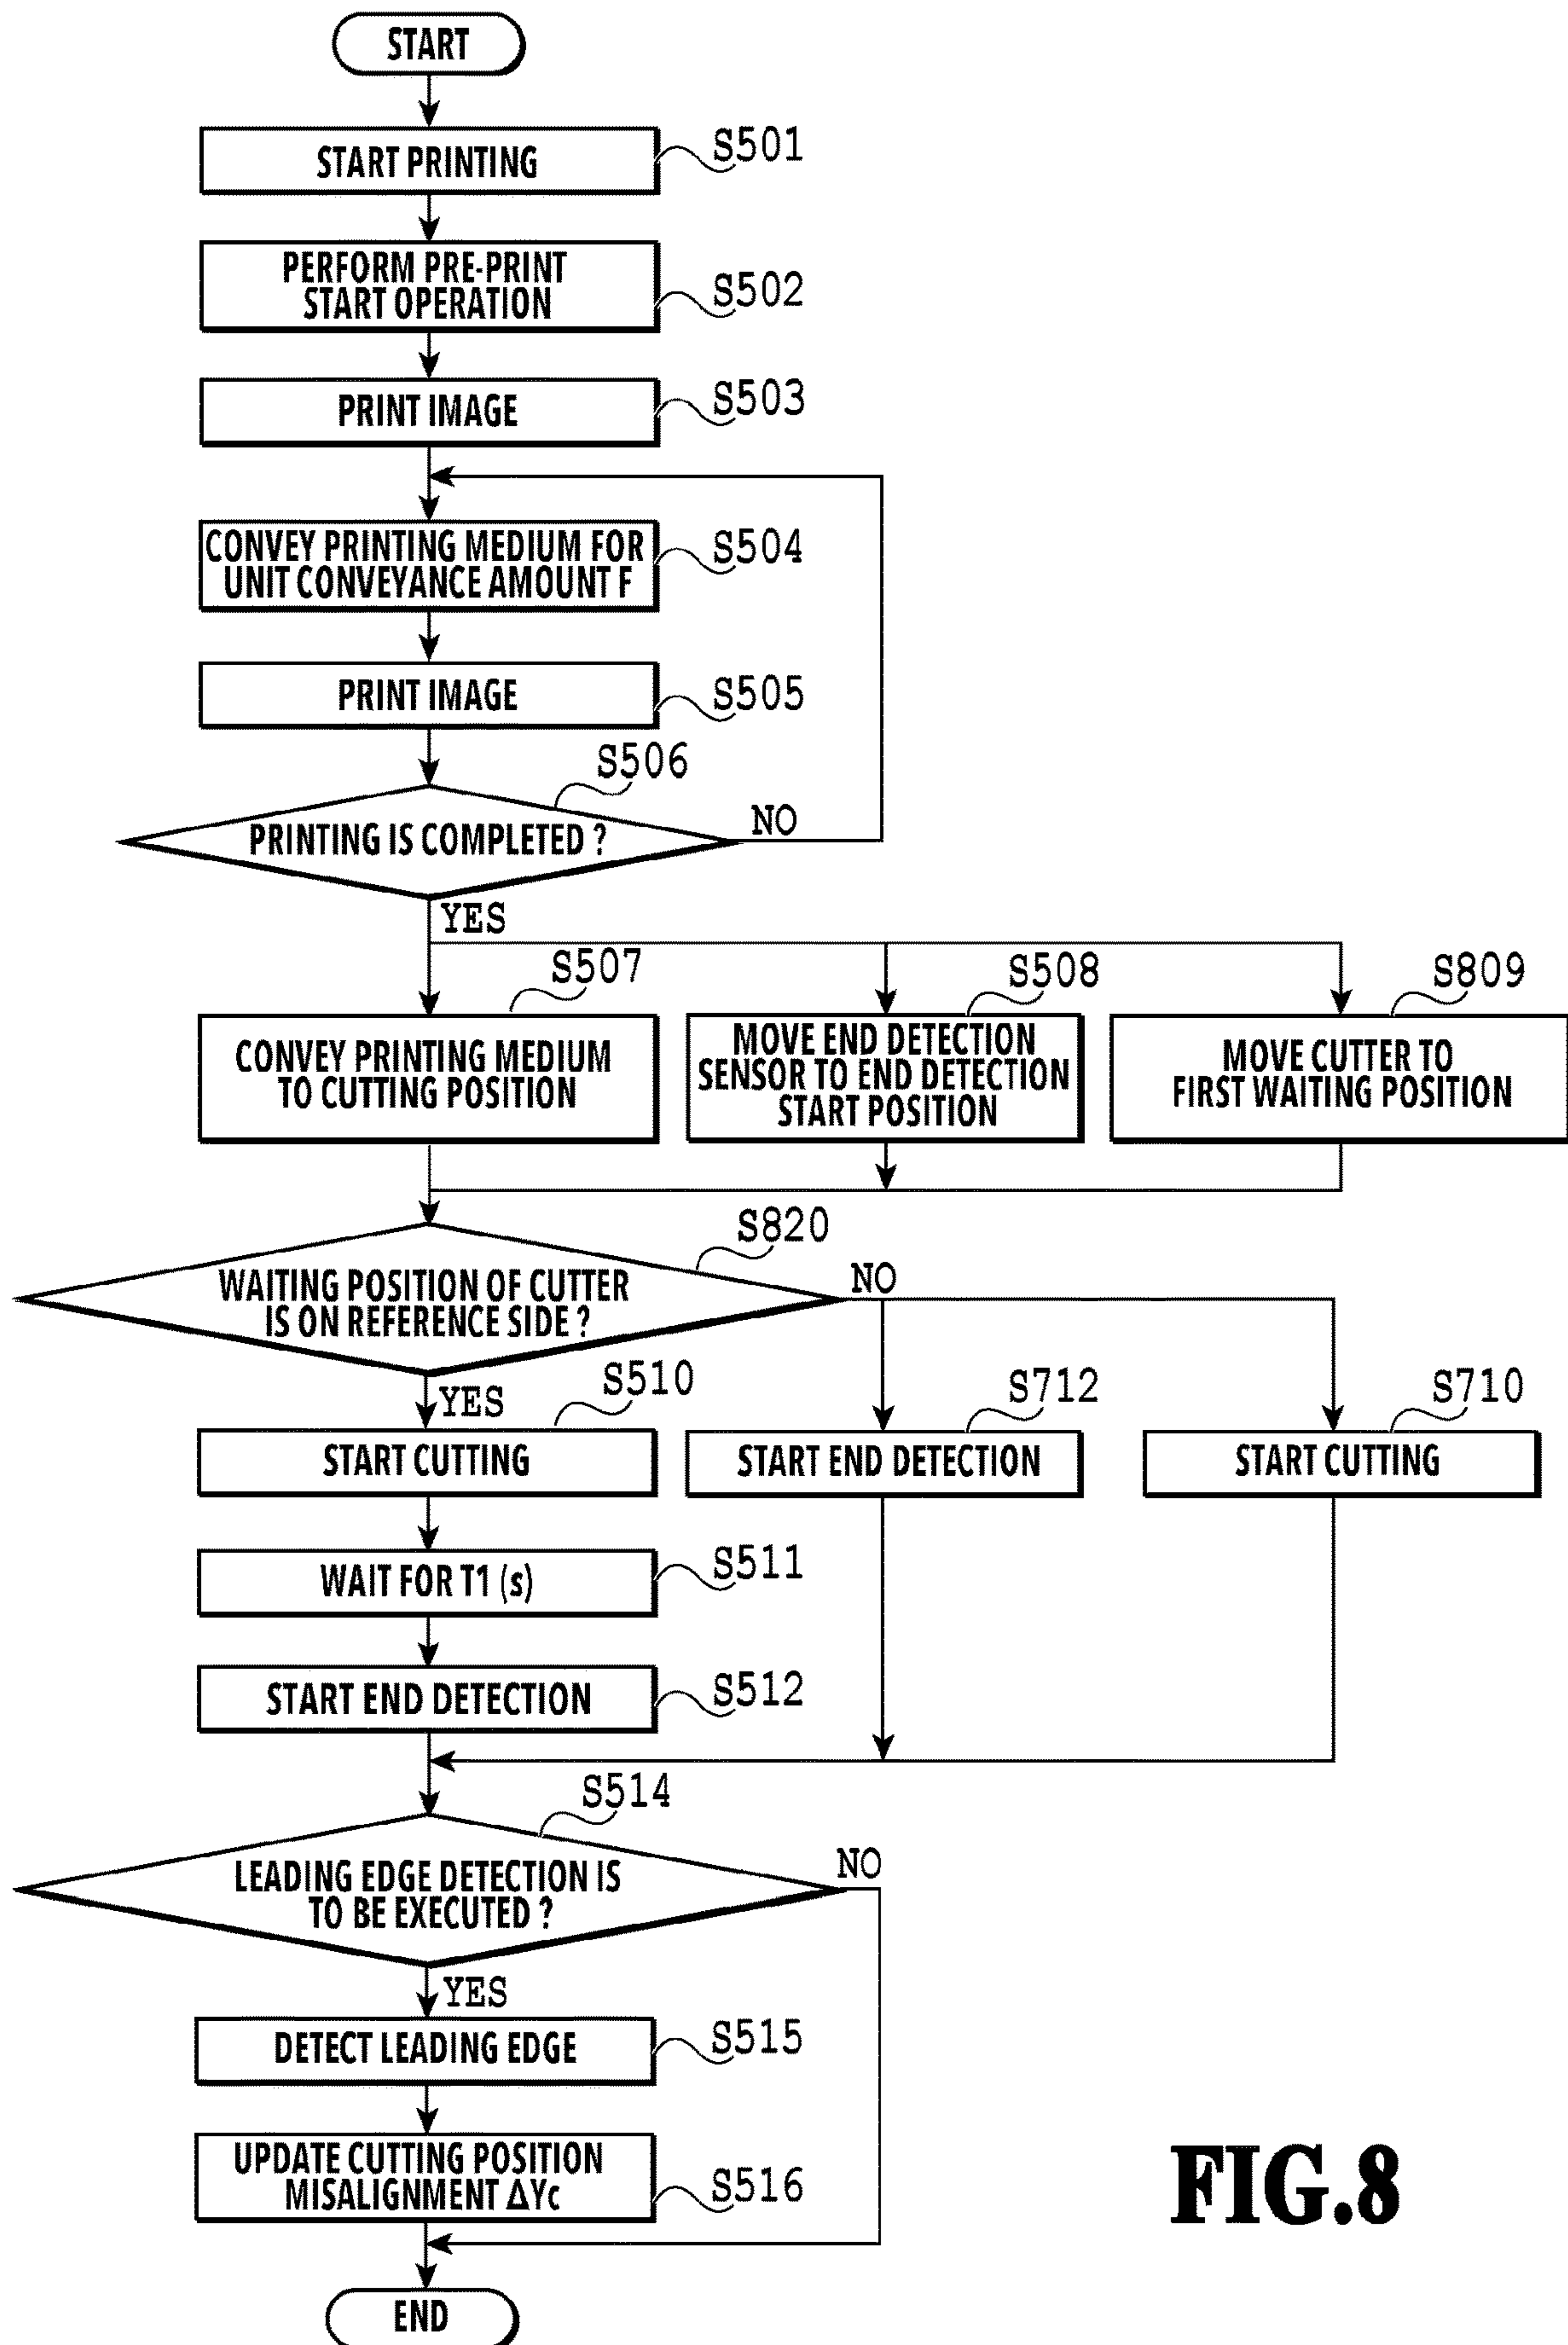 START
START PRINTING
S501
PERFORM PRE-PRINT
START OPERATION
S502
PRINT IMAGE
S503
CONVEY PRINTING MEDIUM FOR
UNIT CONVEYANCE AMOUNT F
S504
PRINT IMAGE
S505
S506
PRINTING IS COMPLETED ?
NO
YES
S507
CONVEY PRINTING MEDIUM
TO CUTTING POSITION
S508
MOVE END DETECTION
SENSOR TO END DETECTION
START POSITION
S809
MOVE CUTTER TO
FIRST WAITING POSITION
S820
WAITING POSITION OF CUTTER
IS ON REFERENCE SIDE ?
NO
YES
S510
START CUTTING
S712
START END DETECTION
S710
START CUTTING
WAIT FOR T1 (s)
S511
START END DETECTION
S512
S514
LEADING EDGE DETECTION IS
TO BE EXECUTED ?
NO
YES
DETECT LEADING EDGE
S515
UPDATE CUTTING POSITION
MISALIGNMENT ΔYc
S516
END
FIG.8